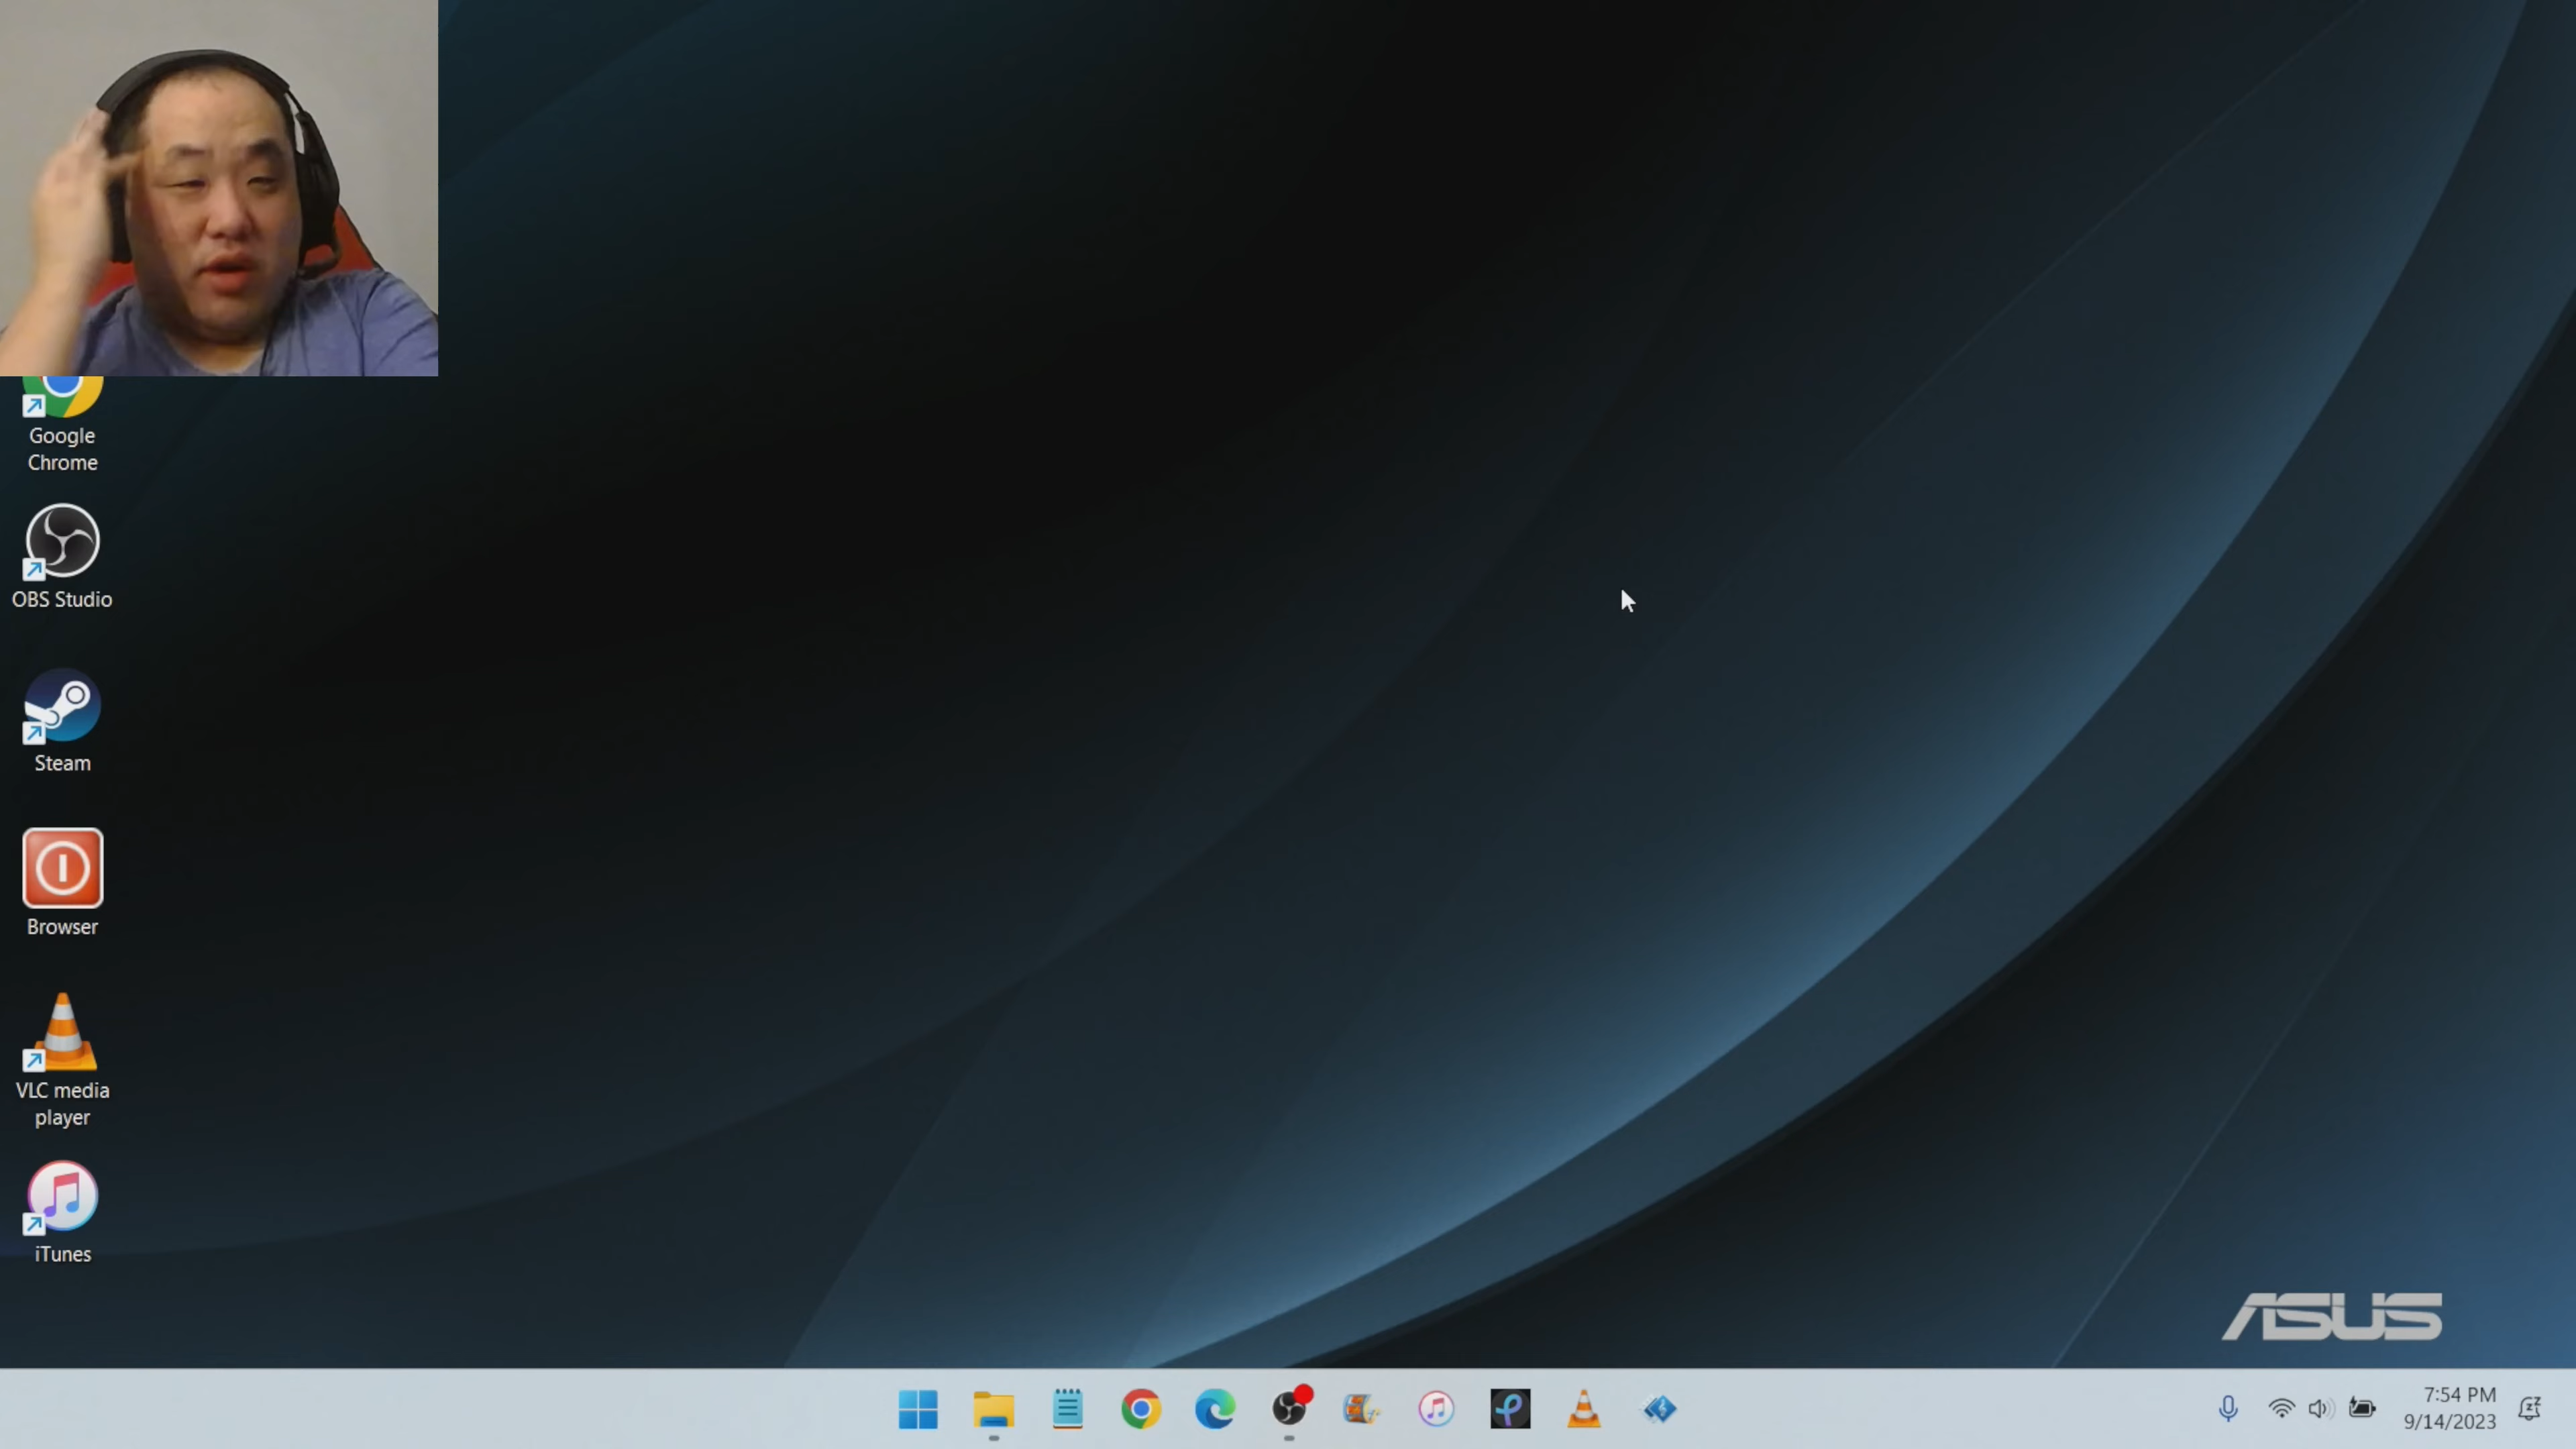 Google
Chrome
OBS Studio
Steam
Browser
VLC media
player
iTunes
ASUS
7:54 PM
9/14/2023